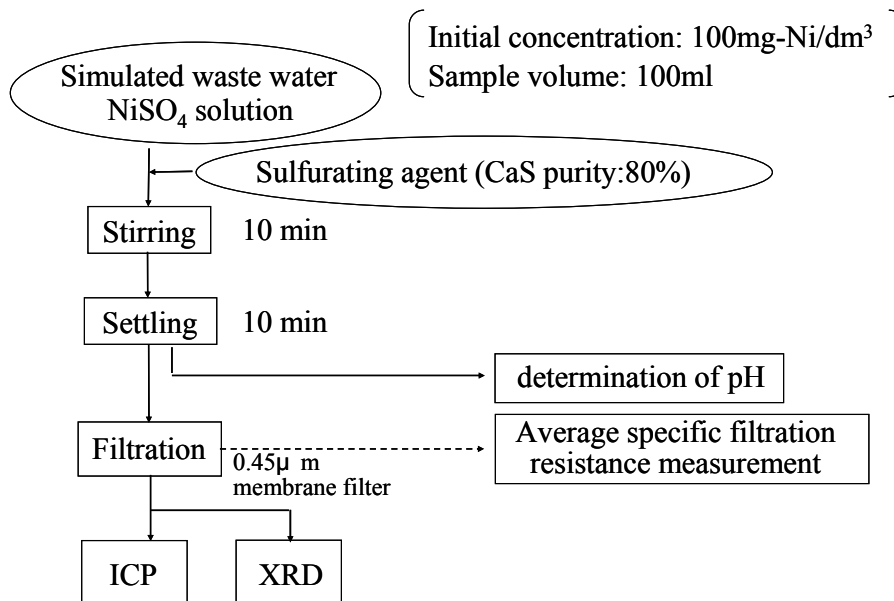 Initial concentration: 100mg-Ni/dm³
Sample volume: 100ml
Simulated waste water
NiSO₄ solution
Sulfurating agent (CaS purity:80%)
Stirring 10 min
Settling 10 min
determination of pH
Filtration
0.45μ m
membrane filter
Average specific filtration
resistance measurement
ICP XRD